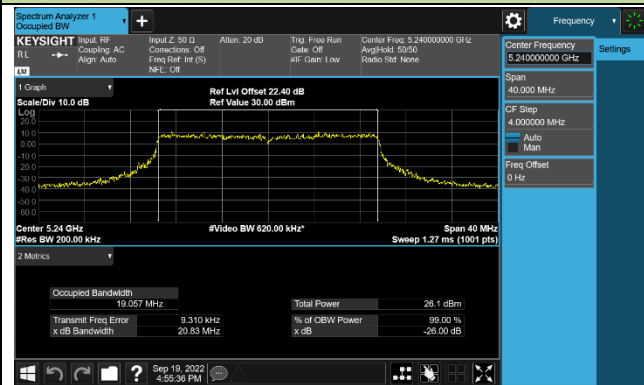 Spectrum Analyzer 1
Occupied BW
Frequency
KEYSIGHT
RL
LXI
Input: RF
Coupling: AC
Align: Auto
Input Z: 50 Ω
Corrections: Off
Freq Ref: Int (S)
NFE: Off
Atten: 20 dB
Trig: Free Run
Gate: Off
#IF Gain: Low
Center Freq: 5.240000000 GHz
Avg|Hold: 50/50
Radio Std: None
Center Frequency
5.240000000 GHz
Settings
Span
40.000 MHz
CF Step
4.000000 MHz
Auto
Man
Freq Offset
0 Hz
1 Graph
Scale/Div 10.0 dB
Ref Lvl Offset 22.40 dB
Ref Value 30.00 dBm
Log
20.0
10.0
0.00
-10.0
-20.0
-30.0
-40.0
-50.0
-60.0
Center 5.24 GHz
#Res BW 200.00 kHz
#Video BW 620.00 kHz*
Span 40 MHz
Sweep 1.27 ms (1001 pts)
2 Metrics
Occupied Bandwidth
19.057 MHz
Total Power 26.1 dBm
Transmit Freq Error 9.310 kHz
% of OBW Power 99.00 %
x dB Bandwidth 20.83 MHz
x dB -26.00 dB
?
Sep 19, 2022
4:55:36 PM